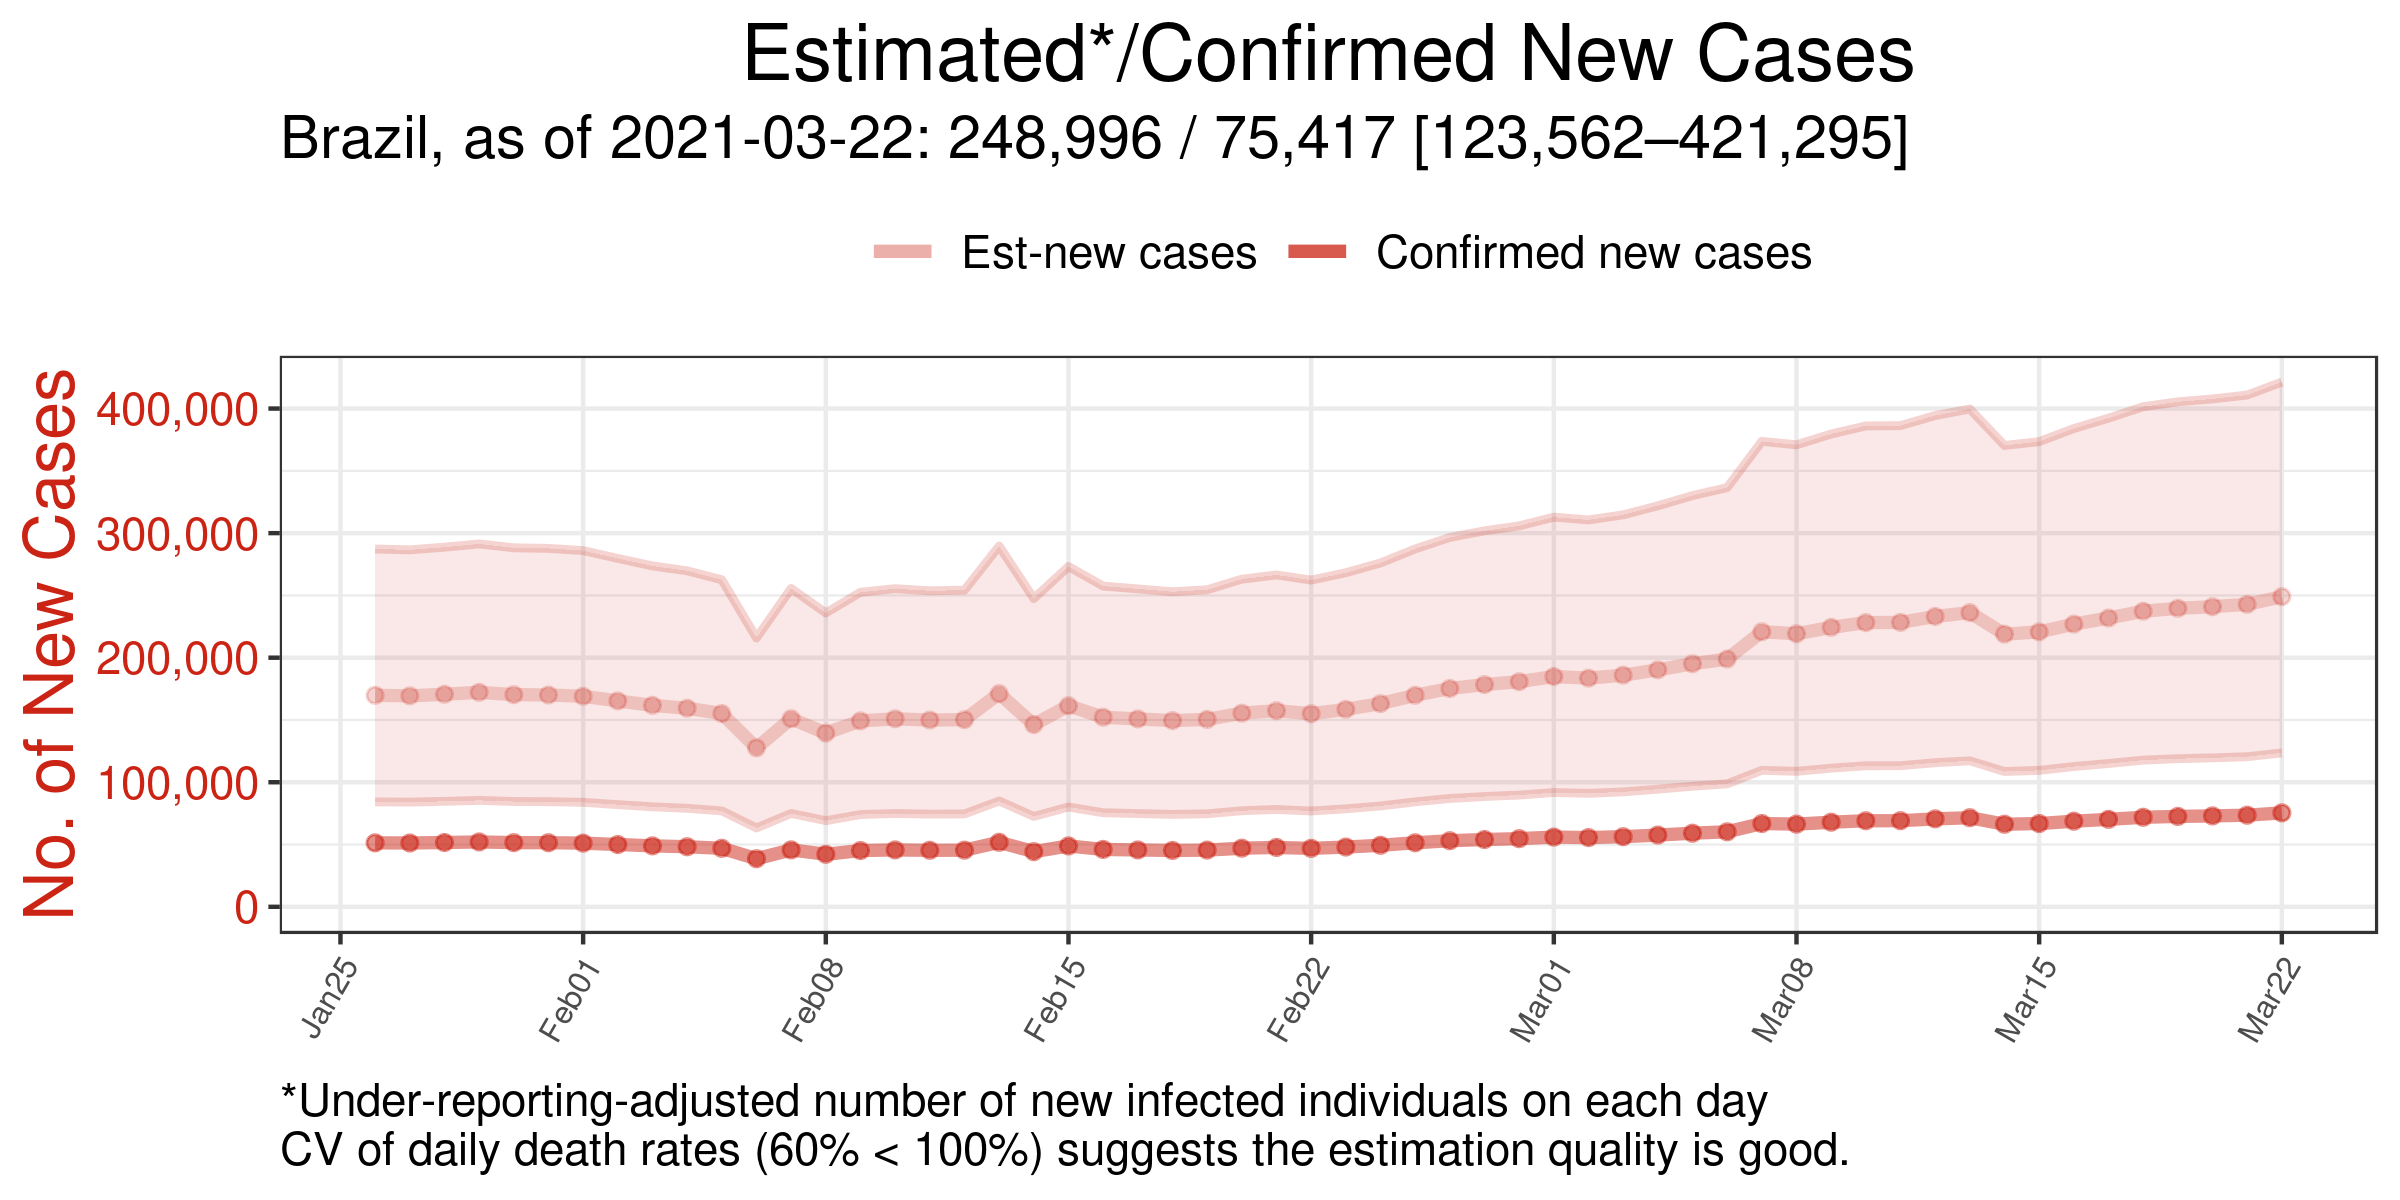 Estimated*/Confirmed New Cases
Brazil, as of 2021-03-22: 248,996 / 75,417 [123,562–421,295]
Est-new cases Confirmed new cases
No. of New Cases
400,000
300,000
200,000
100,000
0
Jan25 Feb01 Feb08 Feb15 Feb22 Mar01 Mar08 Mar15 Mar22
*Under-reporting-adjusted number of new infected individuals on each day
CV of daily death rates (60% < 100%) suggests the estimation quality is good.